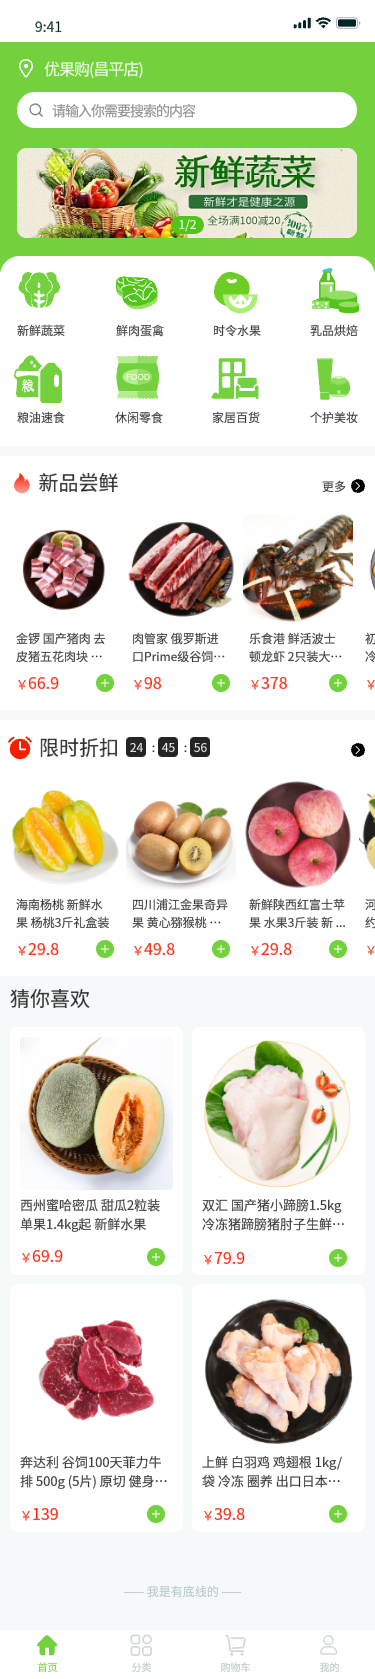 9:41
优果购(昌平店)
请输入你需要搜索的内容
新鲜蔬菜
新鲜才是健康之源
全场满100减20
100%
1/2
新鲜蔬菜
鲜肉蛋禽
时令水果
乳品烘焙
粮
FOOD
粮油速食
休闲零食
家居百货
个护美妆
新品尝鲜
更多
食锣 国产猪肉 去
皮猪五花肉块 ⋯
¥66.9
肉管家 俄罗斯进
口Prime级谷饲⋯
¥98
乐食港 鲜活波士
顿龙虾 2只装大⋯
¥378
初
冷
¥
限时折扣
24 : 45 : 56
海南杨桃 新鲜水
果 杨桃3斤礼盒装
¥29.8
四川浦江金果奇异
果 黄心猕猴桃 ⋯
¥49.8
新鲜陕西红富士苹
果 水果3斤装 新 ...
¥29.8
河
约
¥
猜你喜欢
西州蜜哈密瓜 甜瓜2粒装
单果1.4kg起 新鲜水果
¥69.9
双汇 国产猪小蹄膀1.5kg
冷冻猪蹄膀猪肘子生鲜⋯
¥79.9
奔达利 谷饲100天菲力牛
排 500g (5片) 原切 健身⋯
¥139
上鲜 白羽鸡 鸡翅根 1kg/
袋 冷冻 圈养 出口日本⋯
¥39.8
—— 我是有底线的 ——
首页
分类
购物车
我的